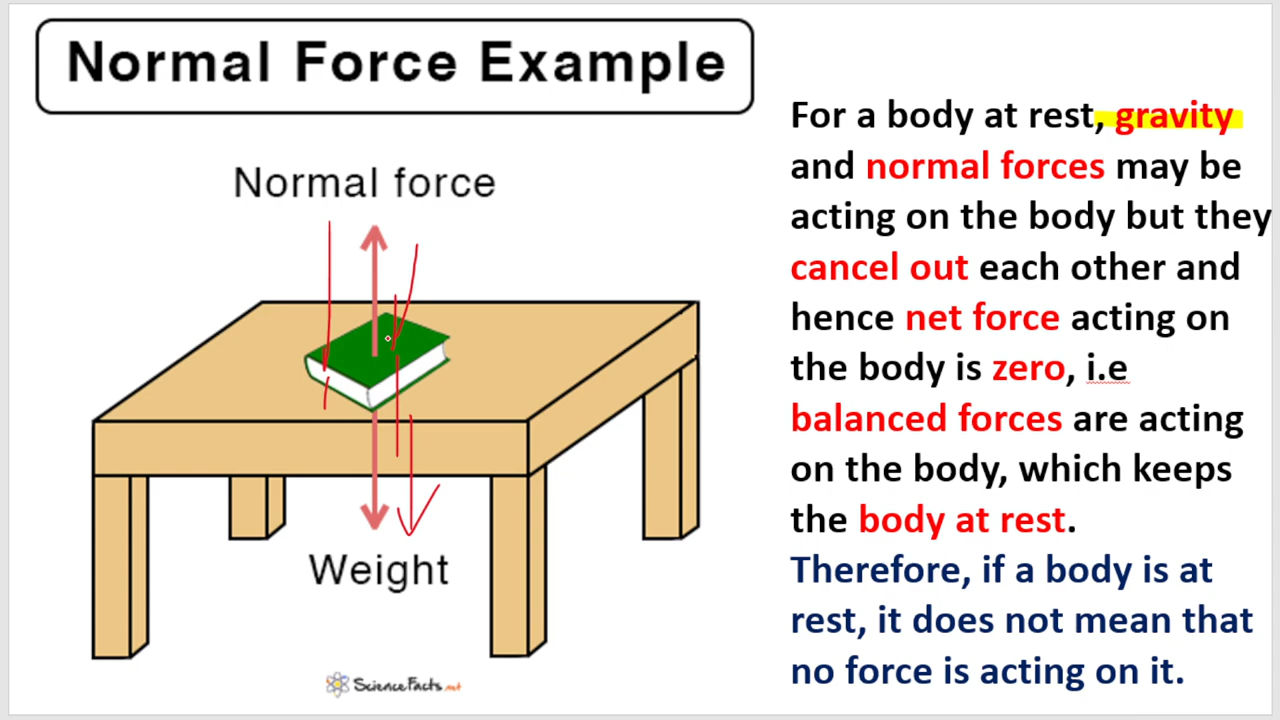 Normal Force Example
Normal force
Weight
ScienceFacts.net
For a body at rest, gravity
and normal forces may be
acting on the body but they
cancel out each other and
hence net force acting on
the body is zero, i.e
balanced forces are acting
on the body, which keeps
the body at rest.
Therefore, if a body is at
rest, it does not mean that
no force is acting on it.